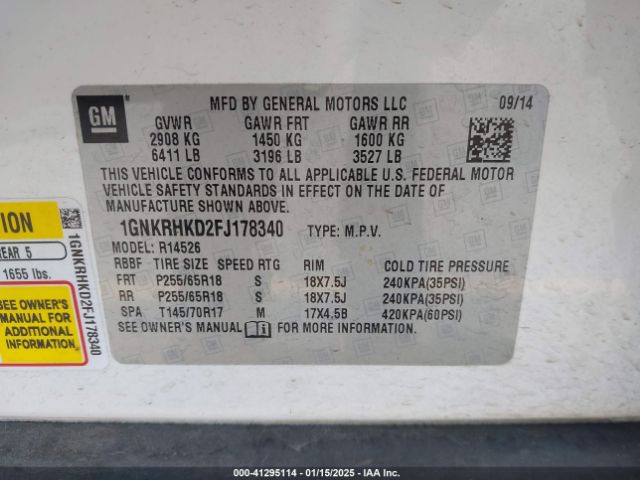 GM
MFD BY GENERAL MOTORS LLC 09/14
GVWR GAWR FRT GAWR RR
2908 KG 1450 KG 1600 KG
6411 LB 3196 LB 3527 LB
THIS VEHICLE CONFORMS TO ALL APPLICABLE U.S. FEDERAL MOTOR
VEHICLE SAFETY STANDARDS IN EFFECT ON THE DATE OF
MANUFACTURE SHOWN ABOVE.
1GNKRHKD2FJ178340 TYPE: M.P.V.
MODEL: R14526
RBBF TIRE SIZE SPEED RTG RIM COLD TIRE PRESSURE
FRT P255/65R18 S 18X7.5J 240KPA(35PSI)
RR P255/65R18 S 18X7.5J 240KPA(35PSI)
SPA T145/70R17 M 17X4.5B 420KPA(60PSI)
SEE OWNER'S MANUAL FOR MORE INFORMATION
TION
REAR 5
1655 lbs.
SEE OWNER'S
MANUAL FOR
ADDITIONAL
INFORMATION
1GNKRHKD2FJ178340
000-41295114 - 01/15/2025 - IAA Inc.